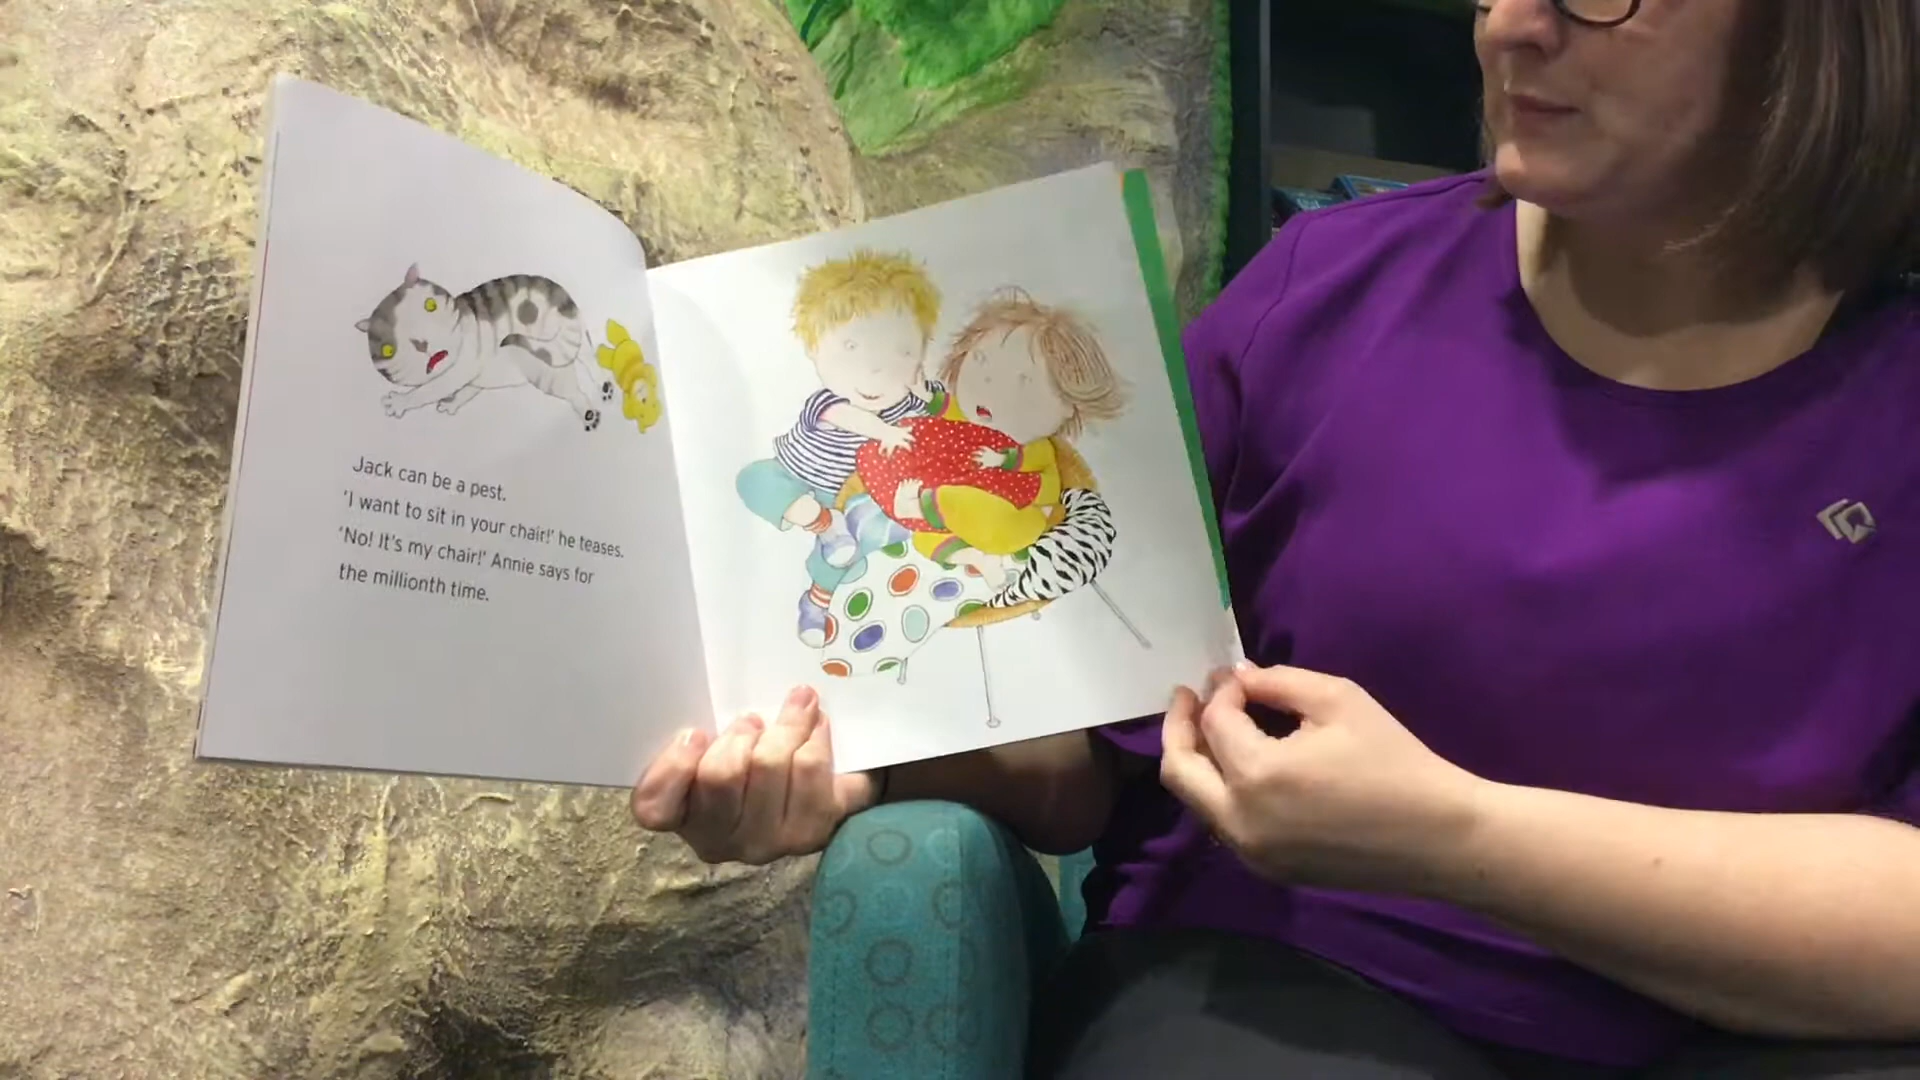 Jack can be a pest.
'I want to sit in your chair!' he teases.
'No! It's my chair!' Annie says for
the millionth time.